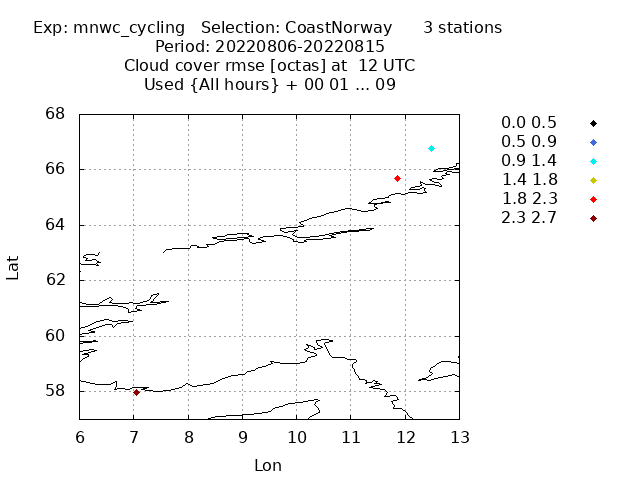 Exp: mnwc_cycling   Selection: CoastNorway      3 stations
Period: 20220806-20220815
Cloud cover rmse [octas] at  12 UTC
Used {All hours} + 00 01 ... 09
68
66
64
62
60
58
Lat
6 7 8 9 10 11 12 13
Lon
0.0 0.5
0.5 0.9
0.9 1.4
1.4 1.8
1.8 2.3
2.3 2.7